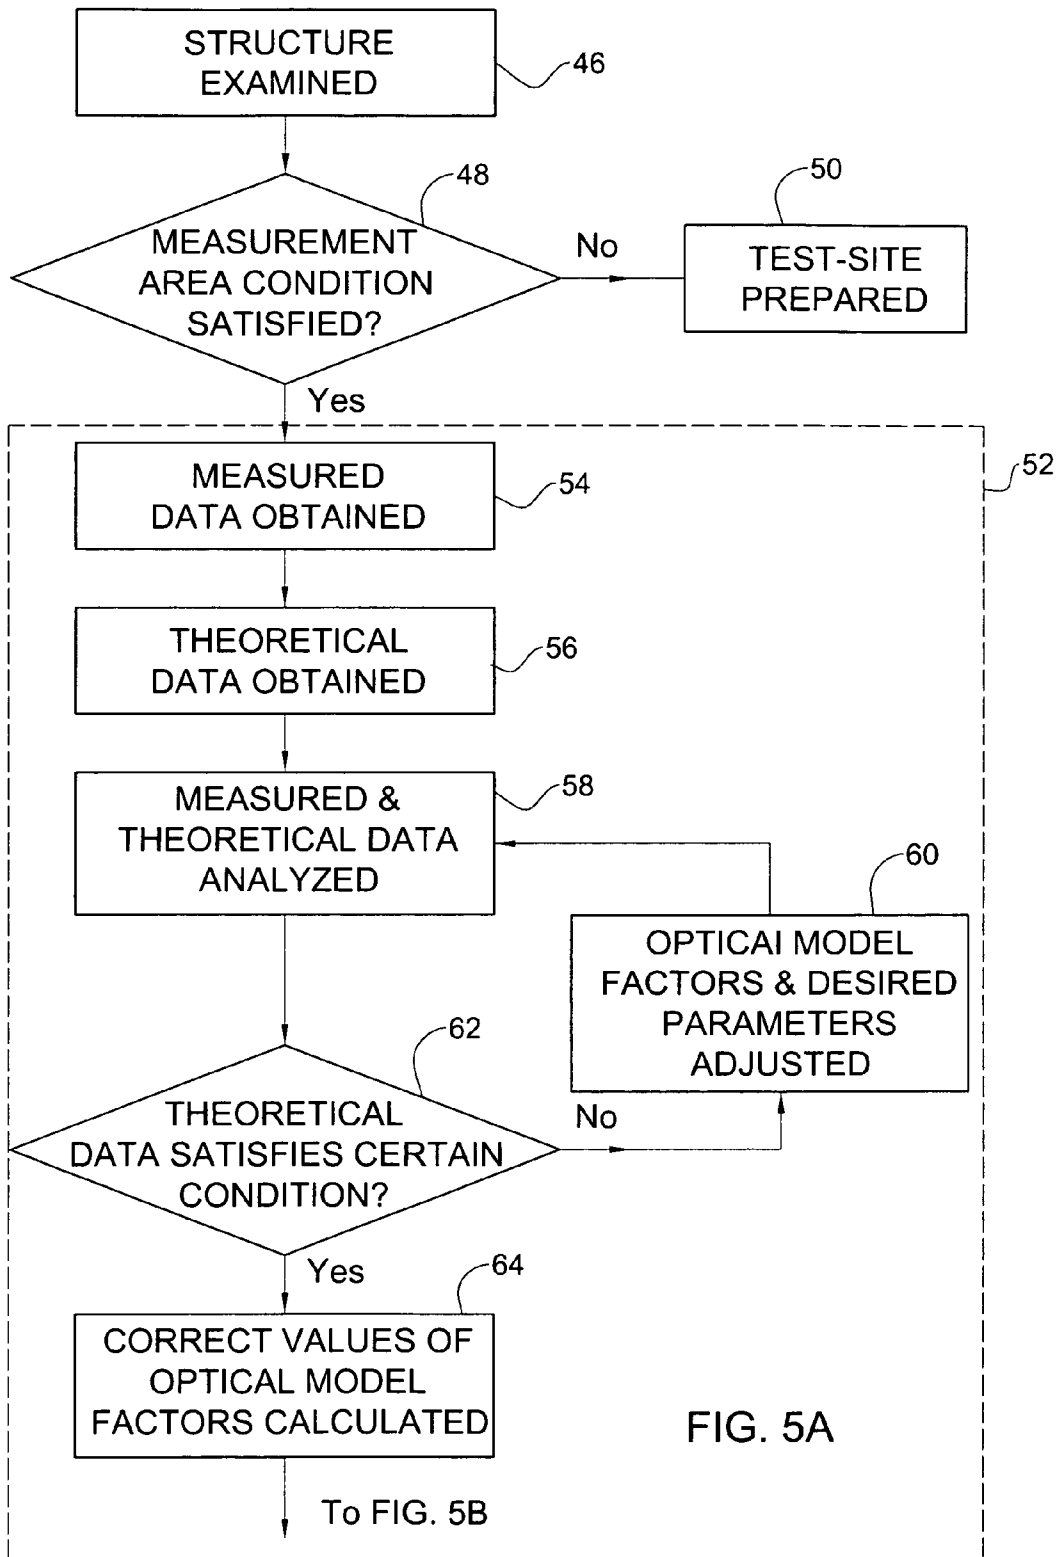 STRUCTURE
EXAMINED
46
48
MEASUREMENT
AREA CONDITION
SATISFIED?
No
50
TEST-SITE
PREPARED
Yes
52
MEASURED
DATA OBTAINED
54
THEORETICAL
DATA OBTAINED
56
MEASURED &
THEORETICAL DATA
ANALYZED
58
60
OPTICAI MODEL
FACTORS & DESIRED
PARAMETERS
ADJUSTED
62
THEORETICAL
DATA SATISFIES CERTAIN
CONDITION?
No
Yes
64
CORRECT VALUES OF
OPTICAL MODEL
FACTORS CALCULATED
FIG. 5A
To FIG. 5B